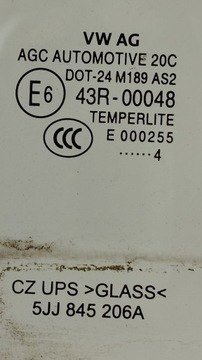 VW AG
AGC AUTOMOTIVE 20C
DOT-24 M189 AS2
E6 43R-00048
TEMPERLITE
CCC E 000255
······4
CZ UPS >GLASS<
5JJ 845 206A